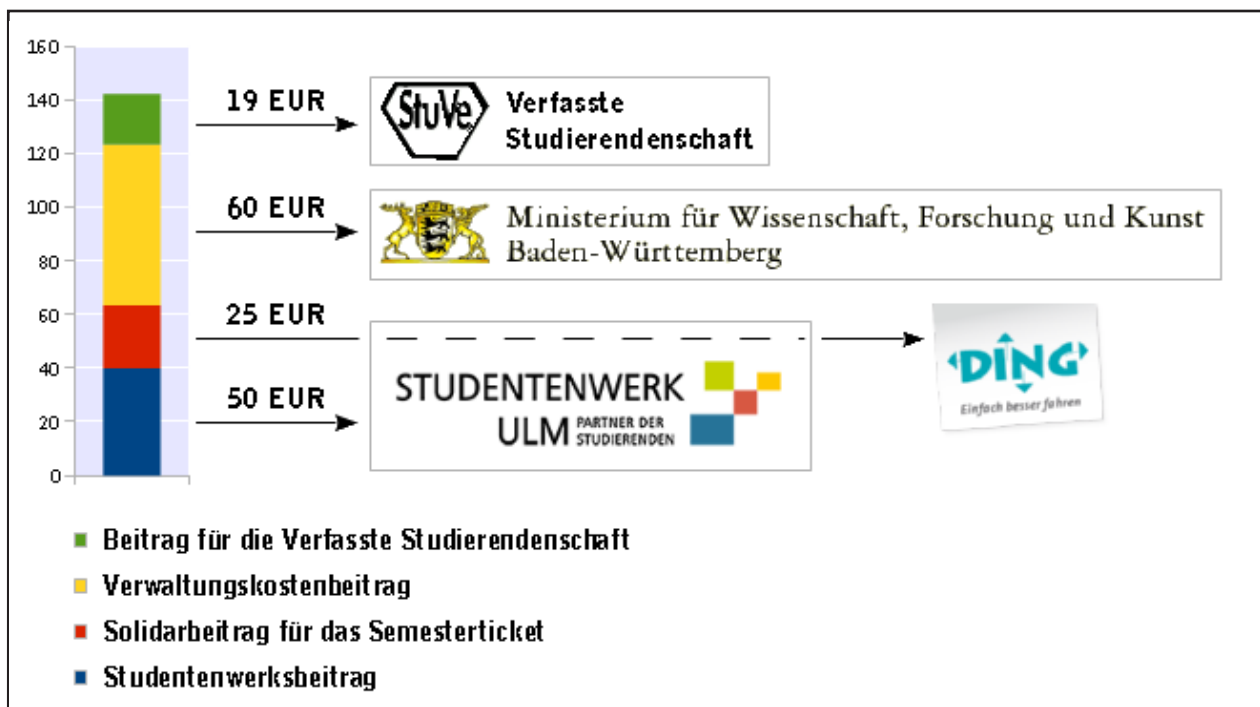 160
140
120
100
80
60
40
20
0
19 EUR
StuVe
Verfasste
Studierendenschaft
60 EUR
Ministerium für Wissenschaft, Forschung und Kunst
Baden-Württemberg
25 EUR
DING
Einfach besser fahren
50 EUR
STUDENTENWERK
ULM PARTNER DER
STUDIERENDEN
Beitrag für die Verfasste Studierendenschaft
Verwaltungskostenbeitrag
Solidarbeitrag für das Semesterticket
Studentenwerksbeitrag